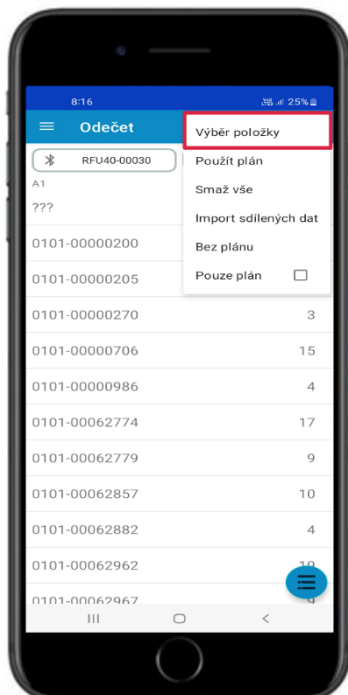 8:16 25%
Odečet
Výběr položky
RFU40-00030
Použít plán
A1
Smaž vše
???
Import sdílených dat
0101-00000200
Bez plánu
0101-00000205
Pouze plán
0101-00000270 3
0101-00000706 15
0101-00000986 4
0101-00062774 17
0101-00062779 9
0101-00062857 10
0101-00062882 4
0101-00062962
0101-00062967